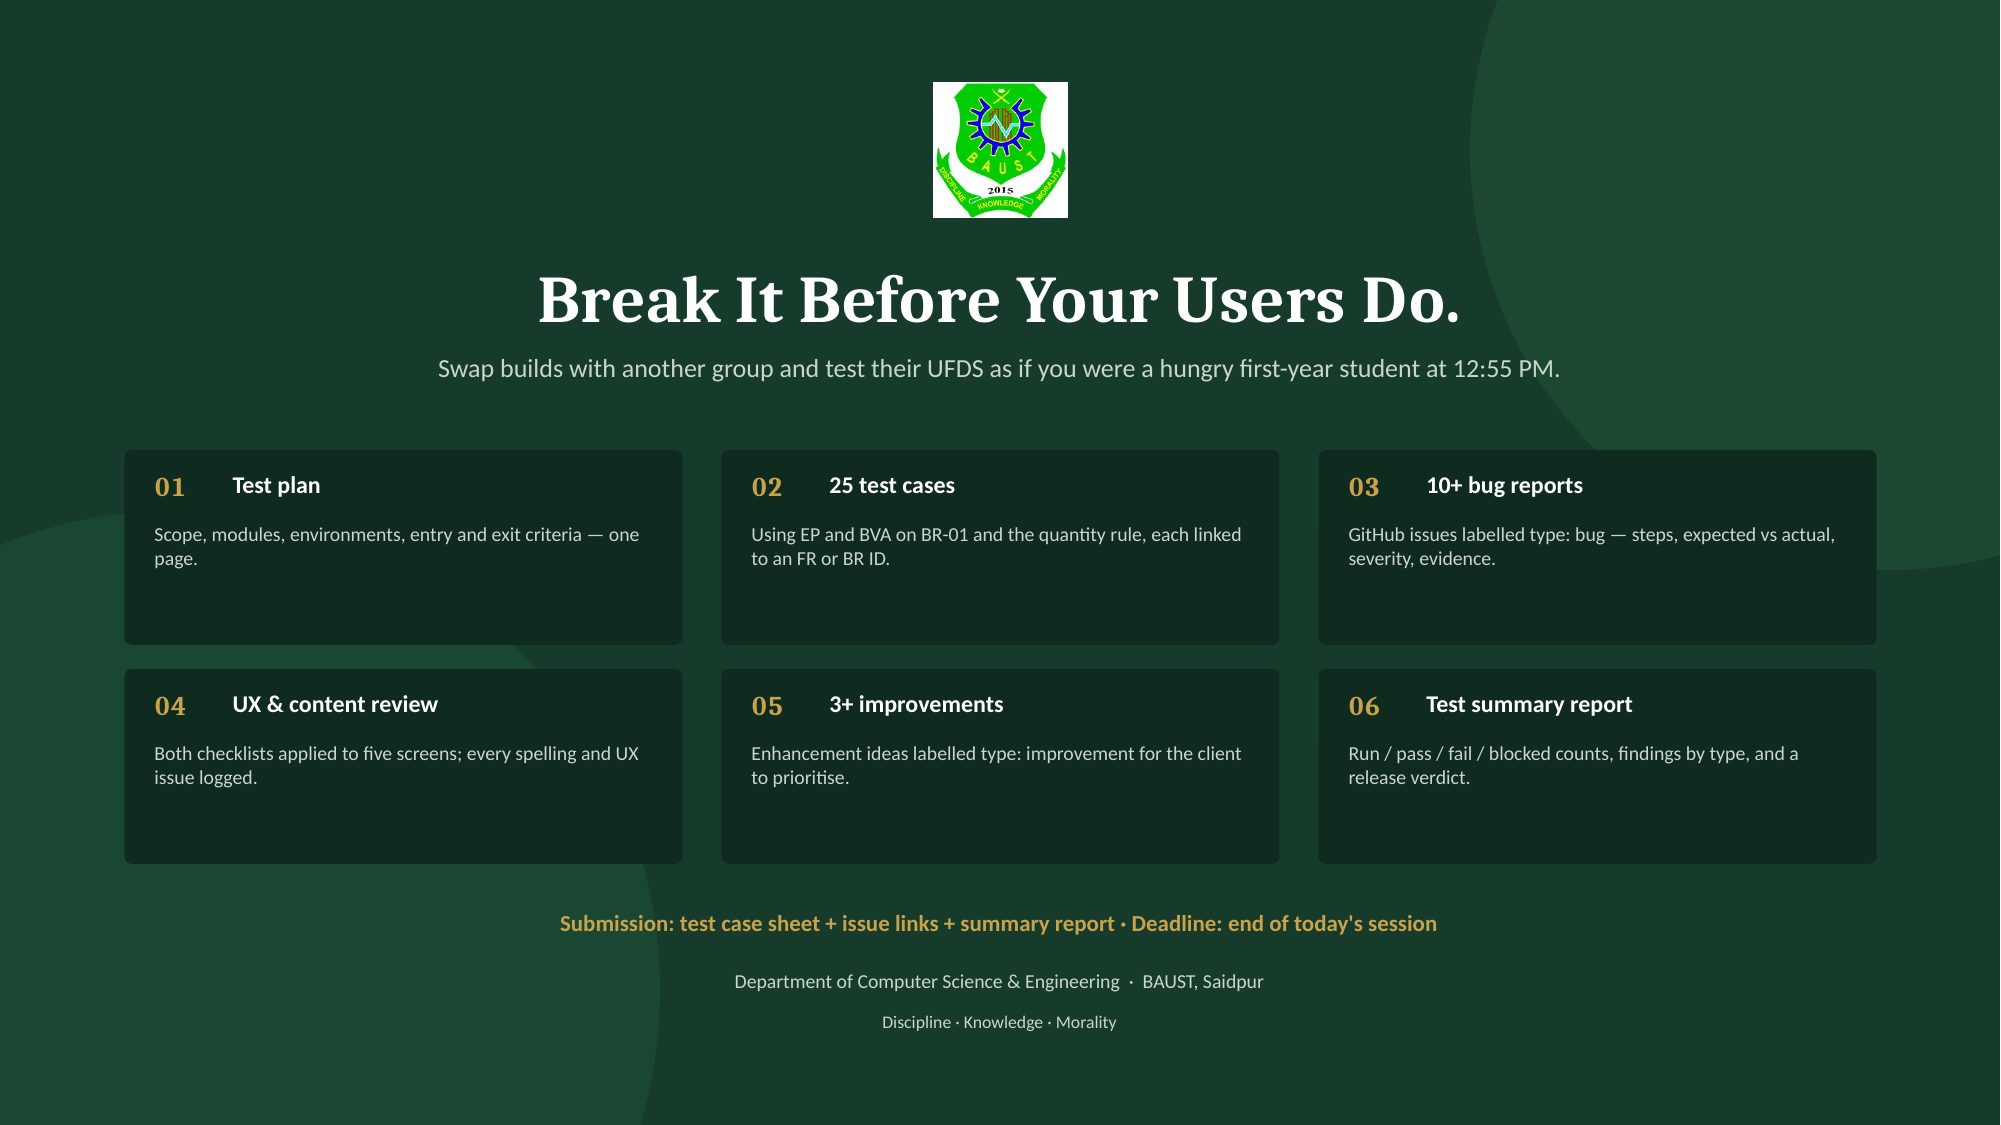 BAUST
2015
DISCIPLINE
KNOWLEDGE
MORALITY
Break It Before Your Users Do.
Swap builds with another group and test their UFDS as if you were a hungry first-year student at 12:55 PM.
01 Test plan
Scope, modules, environments, entry and exit criteria — one
page.
02 25 test cases
Using EP and BVA on BR-01 and the quantity rule, each linked
to an FR or BR ID.
03 10+ bug reports
GitHub issues labelled type: bug — steps, expected vs actual,
severity, evidence.
04 UX & content review
Both checklists applied to five screens; every spelling and UX
issue logged.
05 3+ improvements
Enhancement ideas labelled type: improvement for the client
to prioritise.
06 Test summary report
Run / pass / fail / blocked counts, findings by type, and a
release verdict.
Submission: test case sheet + issue links + summary report · Deadline: end of today's session
Department of Computer Science & Engineering · BAUST, Saidpur
Discipline · Knowledge · Morality